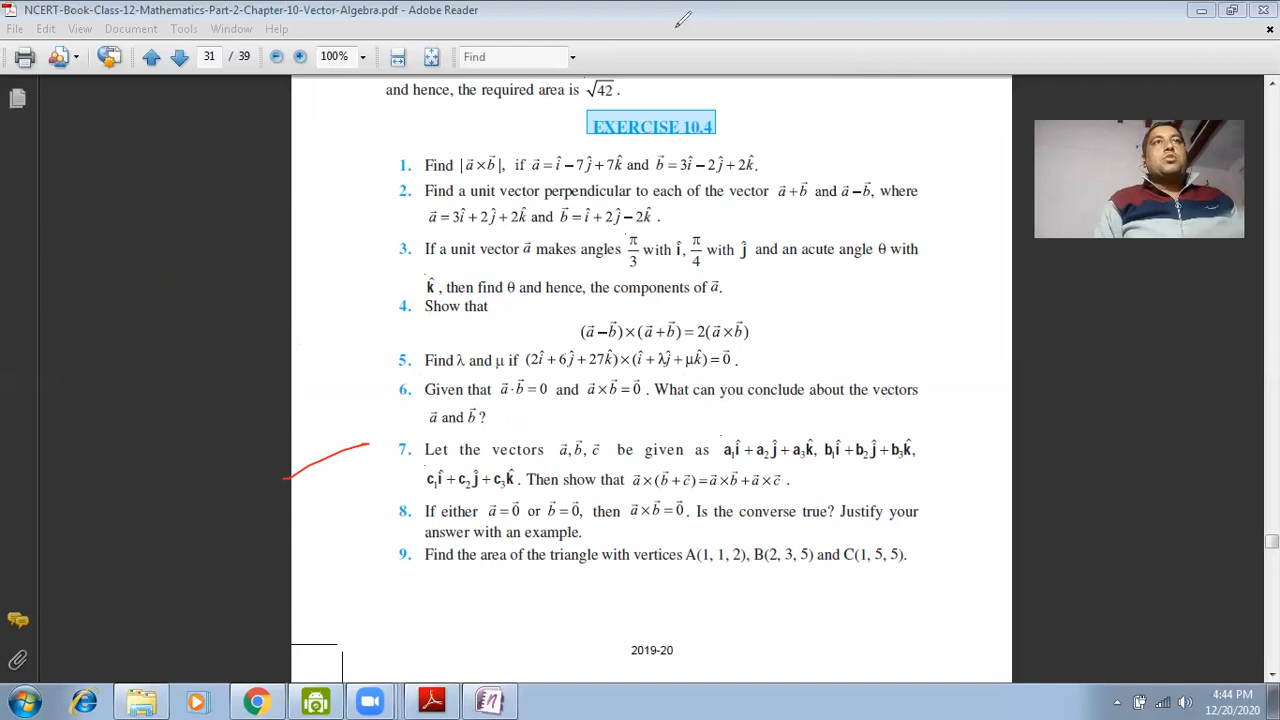 NCERT-Book-Class-12-Mathematics-Part-2-Chapter-10-Vector-Algebra.pdf - Adobe Reader
File Edit View Document Tools Window Help
31 / 39 100% Find
and hence, the required area is √42 .
EXERCISE 10.4
1. Find |a⃗ × b⃗|, if a⃗ = î − 7ĵ + 7k̂ and b⃗ = 3î − 2ĵ + 2k̂.
2. Find a unit vector perpendicular to each of the vector a⃗ + b⃗ and a⃗ − b⃗, where
a⃗ = 3î + 2ĵ + 2k̂ and b⃗ = î + 2ĵ − 2k̂ .
3. If a unit vector a⃗ makes angles π/3 with î, π/4 with ĵ and an acute angle θ with
k̂ , then find θ and hence, the components of a⃗.
4. Show that
(a⃗ − b⃗) × (a⃗ + b⃗) = 2(a⃗ × b⃗)
5. Find λ and μ if (2î + 6ĵ + 27k̂) × (î + λĵ + μk̂) = 0⃗ .
6. Given that a⃗ · b⃗ = 0 and a⃗ × b⃗ = 0⃗ . What can you conclude about the vectors
a⃗ and b⃗ ?
7. Let the vectors a⃗, b⃗, c⃗ be given as a₁î + a₂ĵ + a₃k̂, b₁î + b₂ĵ + b₃k̂,
c₁î + c₂ĵ + c₃k̂ . Then show that a⃗ × (b⃗ + c⃗) = a⃗ × b⃗ + a⃗ × c⃗ .
8. If either a⃗ = 0⃗ or b⃗ = 0⃗, then a⃗ × b⃗ = 0⃗ . Is the converse true? Justify your
answer with an example.
9. Find the area of the triangle with vertices A(1, 1, 2), B(2, 3, 5) and C(1, 5, 5).
2019-20
4:44 PM
12/20/2020